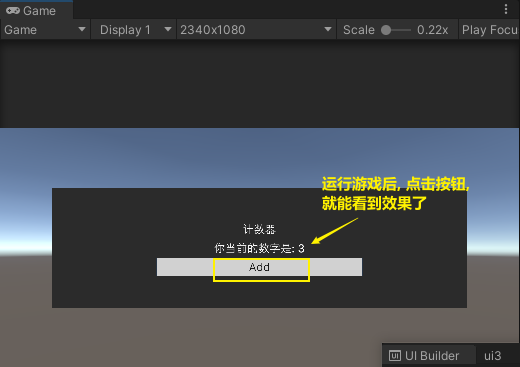 Game
Game Display 1 2340x1080 Scale 0.22x Play Focu
运行游戏后, 点击按钮,
就能看到效果了
计数器
你当前的数字是: 3
Add
UI Builder ui3